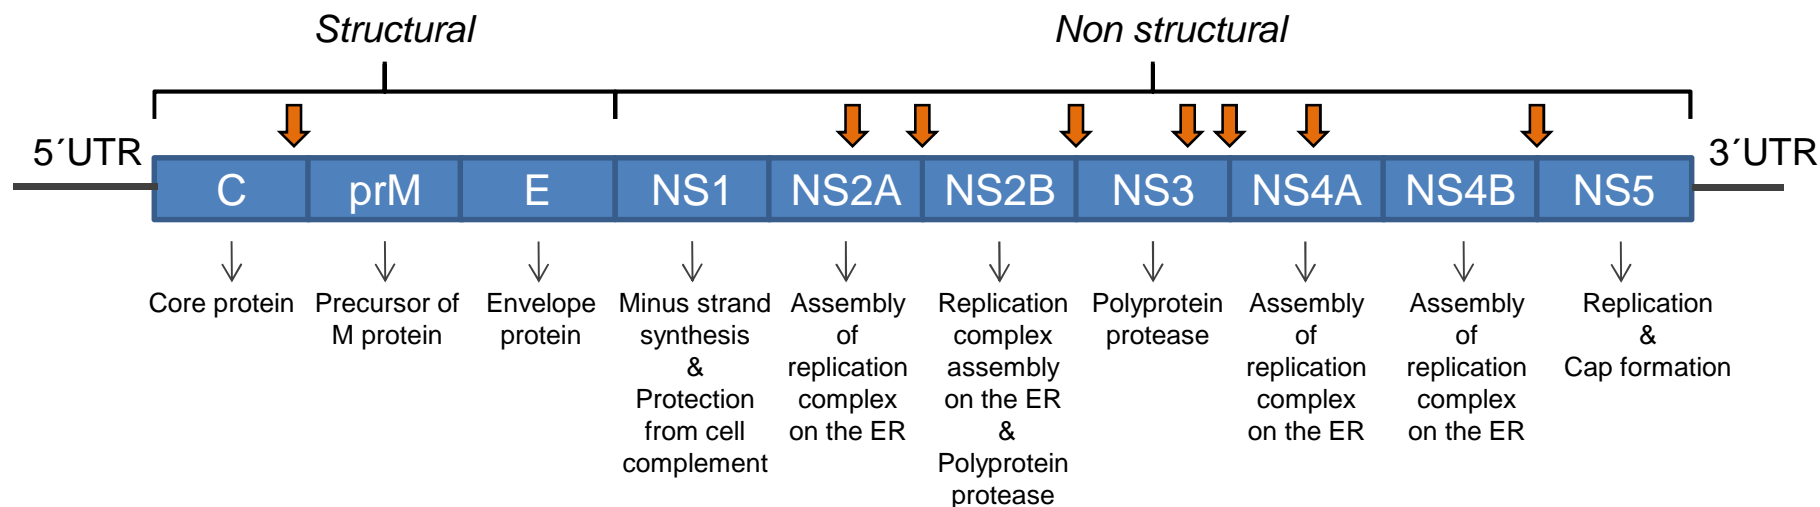 Structural
Non structural
5´UTR
3´UTR
C
prM
E
NS1
NS2A
NS2B
NS3
NS4A
NS4B
NS5
Core protein
Precursor of
M protein
Envelope
protein
Minus strand
synthesis
&
Protection
from cell
complement
Assembly
of
replication
complex
on the ER
Replication
complex
assembly
on the ER
&
Polyprotein
protease
Polyprotein
protease
Assembly
of
replication
complex
on the ER
Assembly
of
replication
complex
on the ER
Replication
&
Cap formation